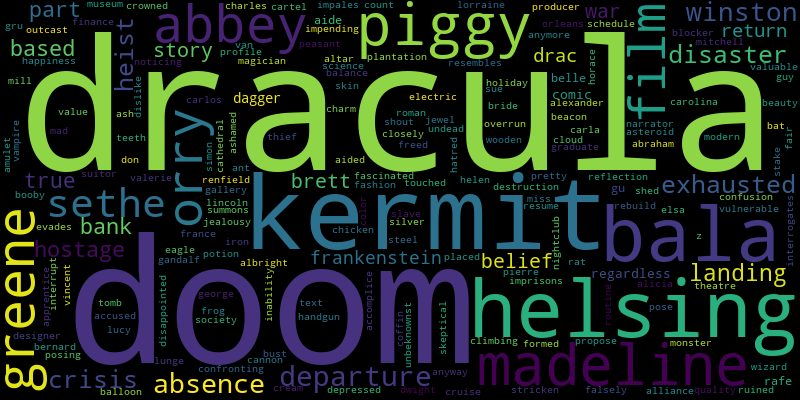 museum crowned charles cartel impales count lorraine producer
part abbey piggy film war winston
gru finance aide impending orleans schedule
outcast heist van profile peasant anymore blocker mitchell return
based story magician altar plantation drac
happiness noticing science resembles horace disaster
mill balance skin holiday belle valuable guy
dracula
dislike carlos dagger electric sue comic alexander carolina beauty
value ash charm bride
mad teeth roman closely jewel undead overrun beacon narrator asteroid modern bat
orry cathedral ashamed shout wooden carla cloud abraham fair
amulet vampire don thief aided freed hatred graduate stake
true suitor valerie simon ant fascinated touched helen pretty reflection
booby renfield fashion destruction gu shed exhausted
sethe brett kermit miss resume rebuild confusion
gallery lincoln summons color slave silver elsa vulnerable
greene bank jealousy chicken nightclub bala interrogates
evades france iron steel
hostage eagle potion frankenstein placed belief rat z
apprentice interrupt gandalf albright pierre regardless landing
vincent disappointed inability imprisons alicia theatre
doom helsing
tomb george text accomplice routine pose
accused frog handgun coffin unbeknownst skeptical
lucy society climbing formed propose monster
designer bernard posing bust madeline
lunge cannon anyway wizard
crisis confronting departure stricken falsely rafe
absence cream depressed dwight cruise alliance quality ruined
balloon